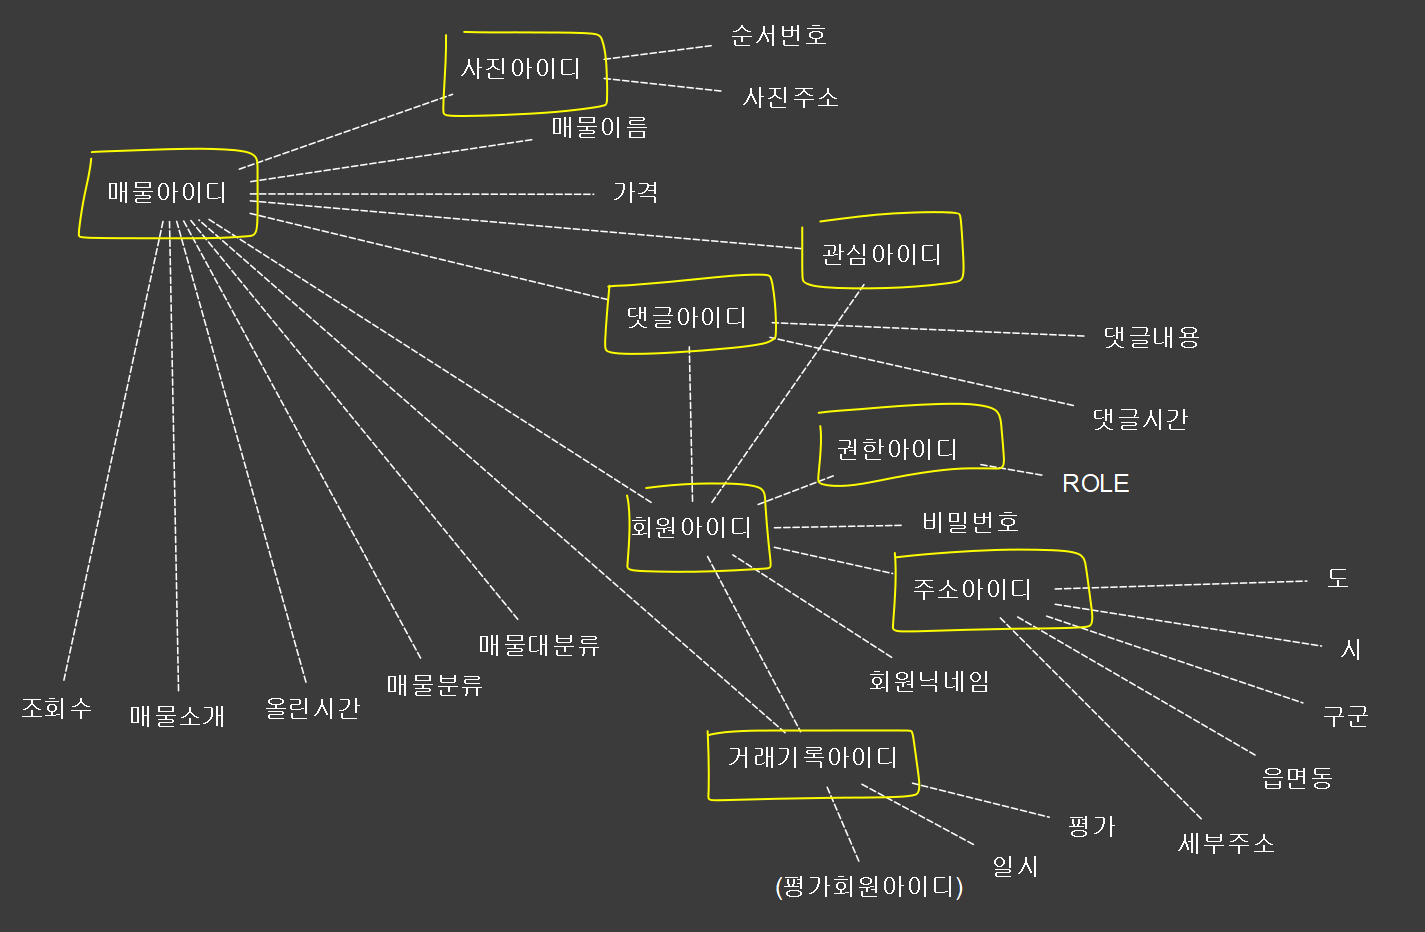 순서번호
사진아이디
사진주소
매물이름
매물아이디
가격
관심아이디
댓글아이디
댓글내용
댓글시간
권한아이디
ROLE
회원아이디
비밀번호
주소아이디
도
시
매물대분류
회원닉네임
매물분류
조회수
매물소개
올린시간
구군
거래기록아이디
읍면동
평가
세부주소
일시
(평가회원아이디)